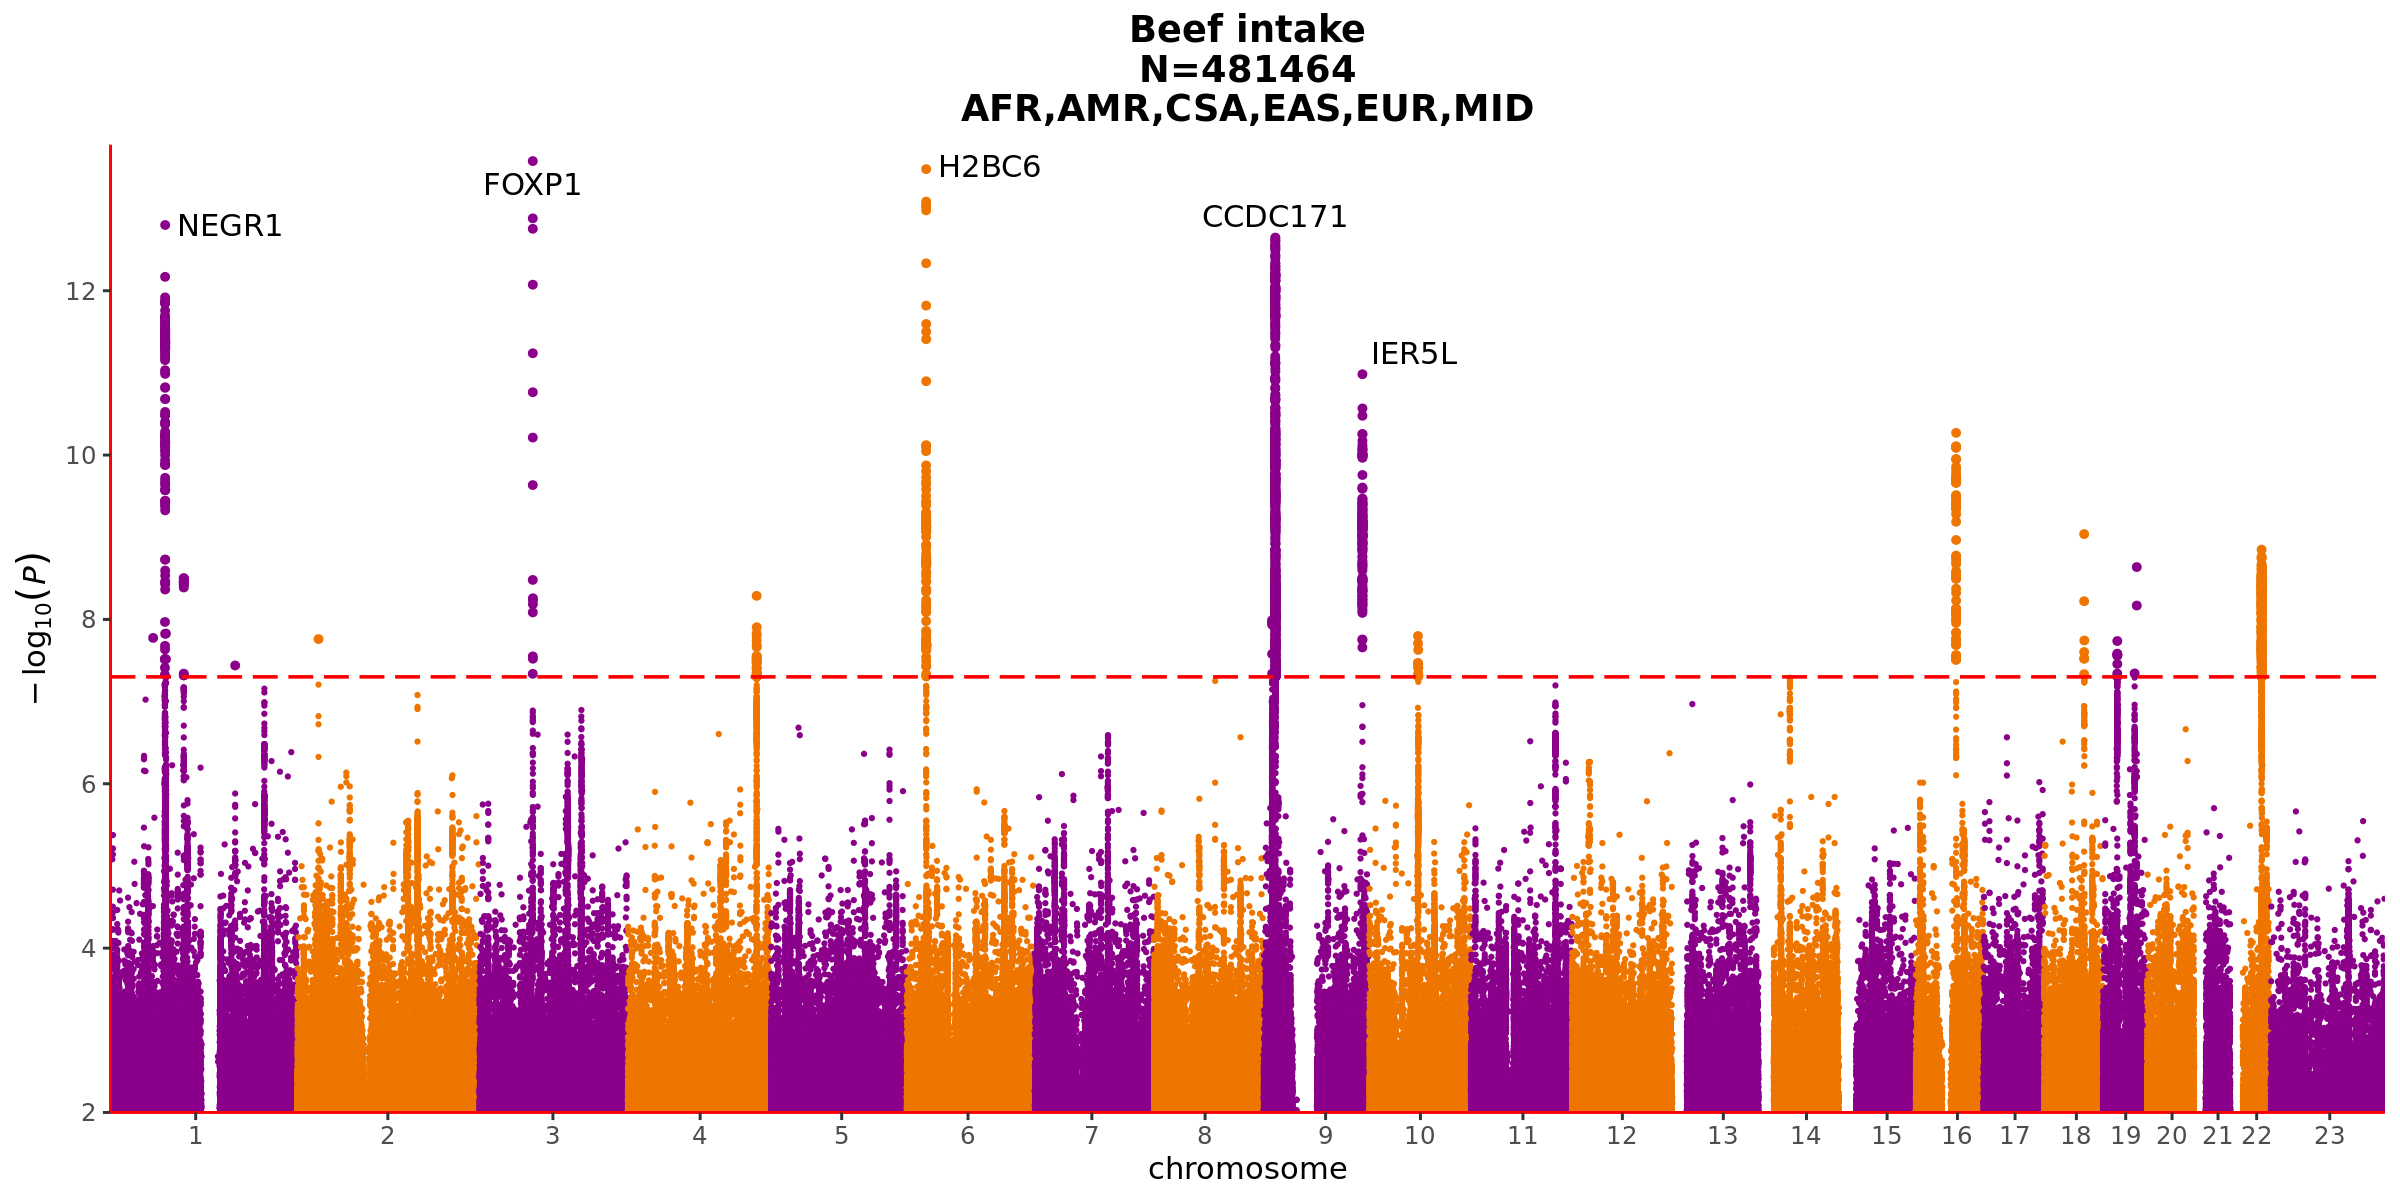 Beef intake
N=481464
AFR,AMR,CSA,EAS,EUR,MID
H2BC6
FOXP1
CCDC171
NEGR1
IER5L
12
10
8
6
4
2
−log10(P)
1 2 3 4 5 6 7 8 9 10 11 12 13 14 15 16 17 18 19 20 21 22 23
chromosome